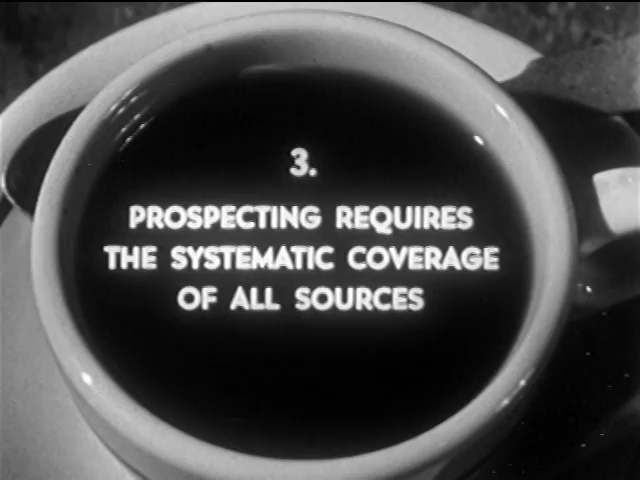 3.
PROSPECTING REQUIRES
THE SYSTEMATIC COVERAGE
OF ALL SOURCES